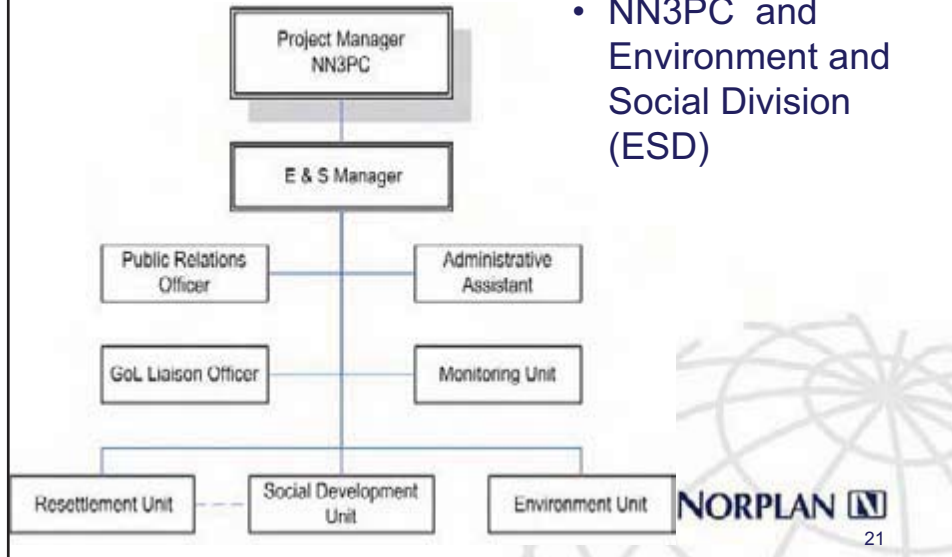 Project Manager
NN3PC
E & S Manager
Public Relations
Officer
Administrative
Assistant
GoL Liaison Officer
Monitoring Unit
Resettlement Unit
Social Development
Unit
Environment Unit
• NN3PC and
Environment and
Social Division
(ESD)
NORPLAN N
21